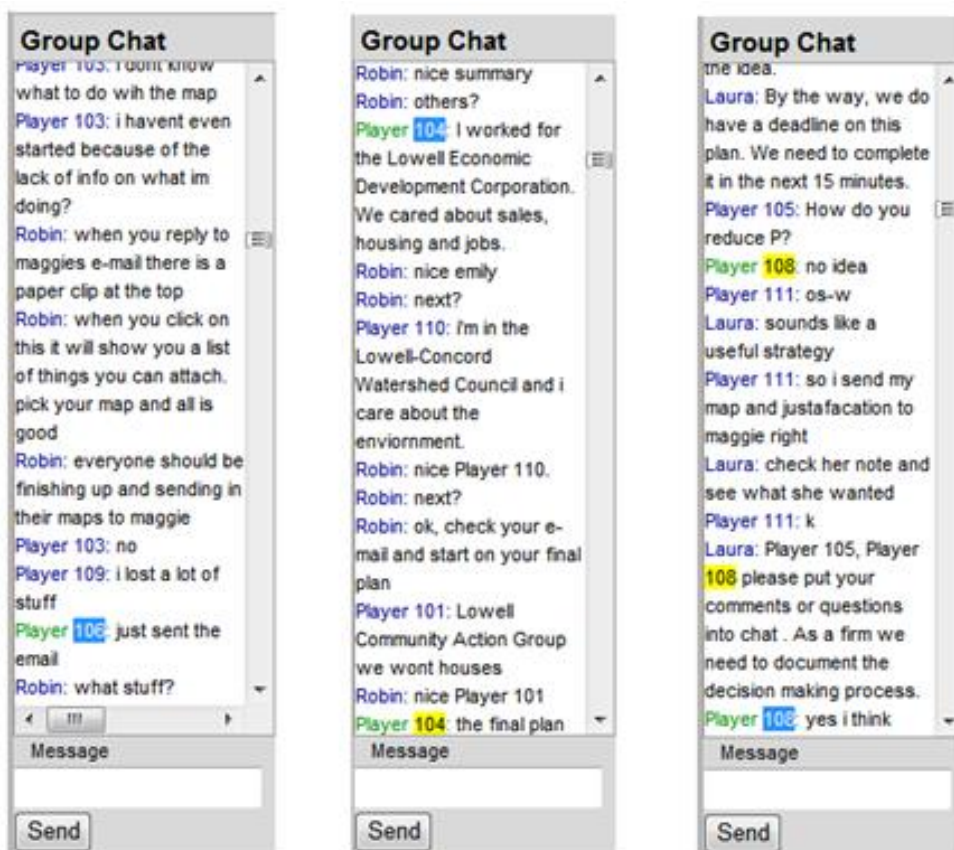 Group Chat
Player 103: i dont know
what to do wih the map
Player 103: i havent even
started because of the
lack of info on what im
doing?
Robin: when you reply to
maggies e-mail there is a
paper clip at the top
Robin: when you click on
this it will show you a list
of things you can attach.
pick your map and all is
good
Robin: everyone should be
finishing up and sending in
their maps to maggie
Player 103: no
Player 109: i lost a lot of
stuff
Player 106: just sent the
email
Robin: what stuff?
Message
Send
Group Chat
Robin: nice summary
Robin: others?
Player 104: I worked for
the Lowell Economic
Development Corporation.
We cared about sales,
housing and jobs.
Robin: nice emily
Robin: next?
Player 110: i'm in the
Lowell-Concord
Watershed Council and i
care about the
enviornment.
Robin: nice Player 110.
Robin: next?
Robin: ok, check your e-
mail and start on your final
plan
Player 101: Lowell
Community Action Group
we wont houses
Robin: nice Player 101
Player 104: the final plan
Message
Send
Group Chat
the idea.
Laura: By the way, we do
have a deadline on this
plan. We need to complete
it in the next 15 minutes.
Player 105: How do you
reduce P?
Player 108: no idea
Player 111: os-w
Laura: sounds like a
useful strategy
Player 111: so i send my
map and justafacation to
maggie right
Laura: check her note and
see what she wanted
Player 111: k
Laura: Player 105, Player
108 please put your
comments or questions
into chat . As a firm we
need to document the
decision making process.
Player 108: yes i think
Message
Send